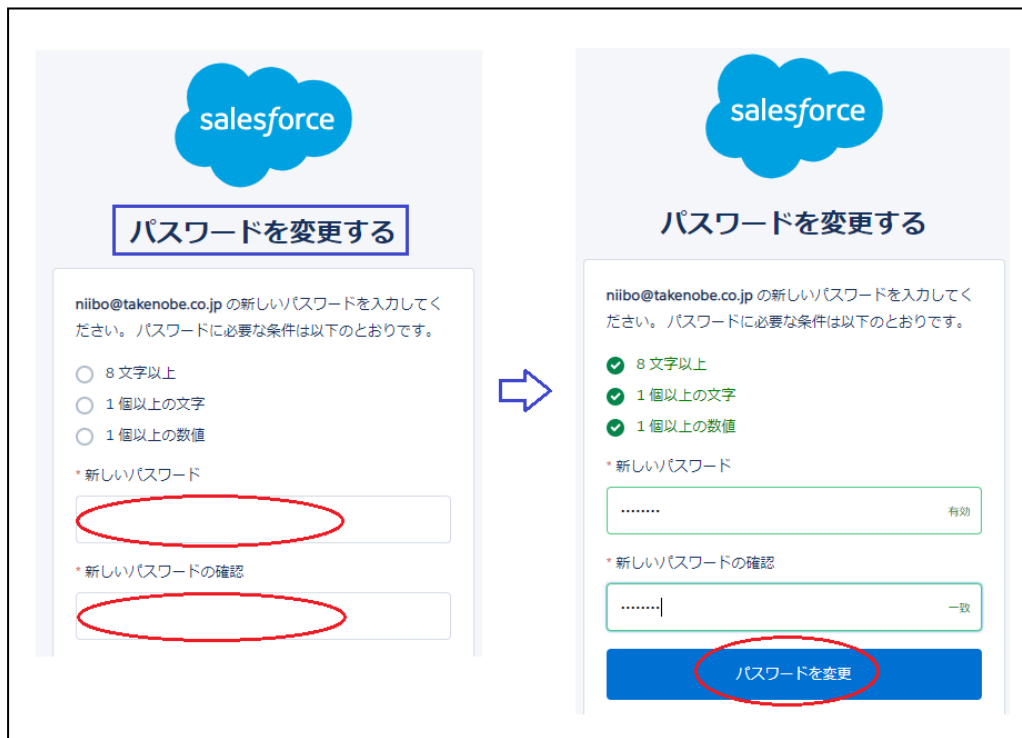 salesforce
パスワードを変更する
niibo@takenobe.co.jp の新しいパスワードを入力してく
ださい。 パスワードに必要な条件は以下のとおりです。
8 文字以上
1 個以上の文字
1 個以上の数値
* 新しいパスワード
* 新しいパスワードの確認
salesforce
パスワードを変更する
niibo@takenobe.co.jp の新しいパスワードを入力してく
ださい。 パスワードに必要な条件は以下のとおりです。
8 文字以上
1 個以上の文字
1 個以上の数値
* 新しいパスワード
•••••••• 有効
* 新しいパスワードの確認
•••••••• 一致
パスワードを変更